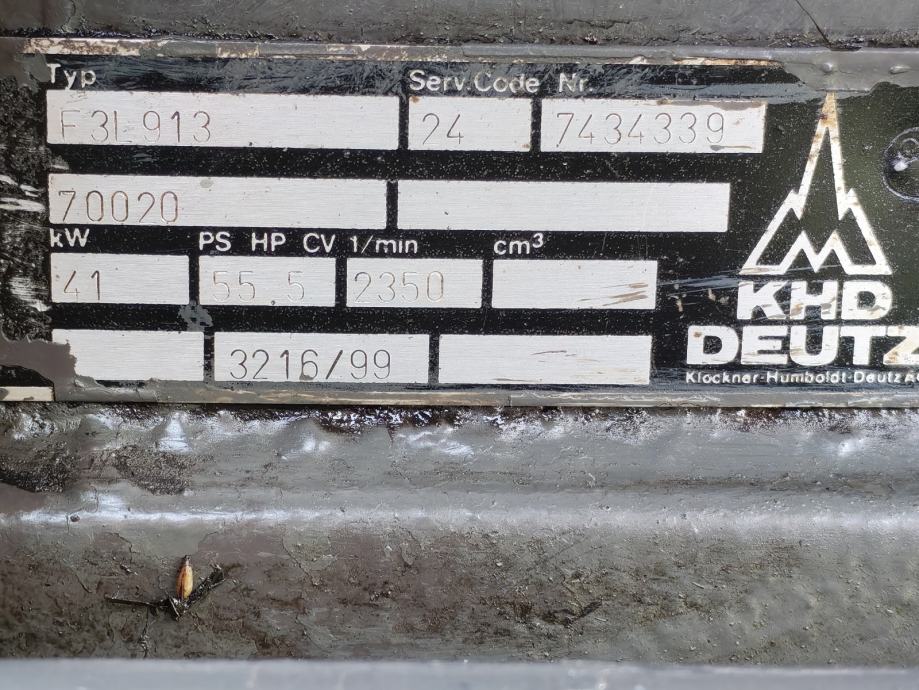 Typ Serv.Code Nr.
F3L913 24 7434339
70020
kW PS HP CV 1/min cm³
41 55.5 2350
3216/99
KHD
DEUTZ
Klöckner-Humboldt-Deutz AG